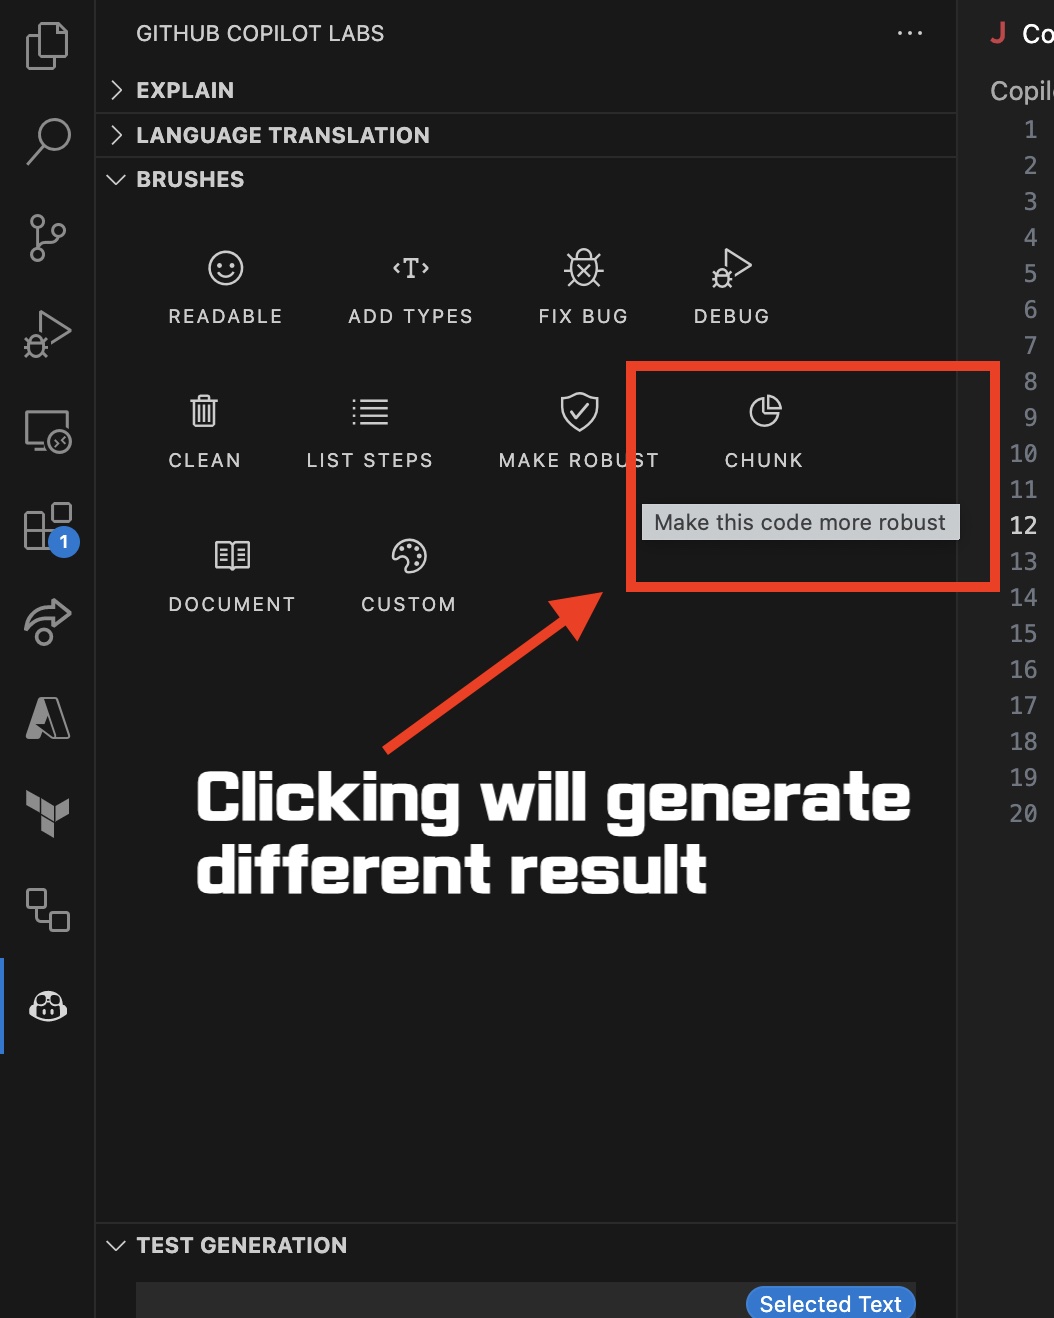 GITHUB COPILOT LABS
J Co
EXPLAIN
Copil
LANGUAGE TRANSLATION
BRUSHES
READABLE
<T>
ADD TYPES
FIX BUG
DEBUG
CLEAN
LIST STEPS
MAKE ROBUST
CHUNK
Make this code more robust
DOCUMENT
CUSTOM
1
Clicking will generate
different result
TEST GENERATION
Selected Text
1
2
3
4
5
6
7
8
9
10
11
12
13
14
15
16
17
18
19
20